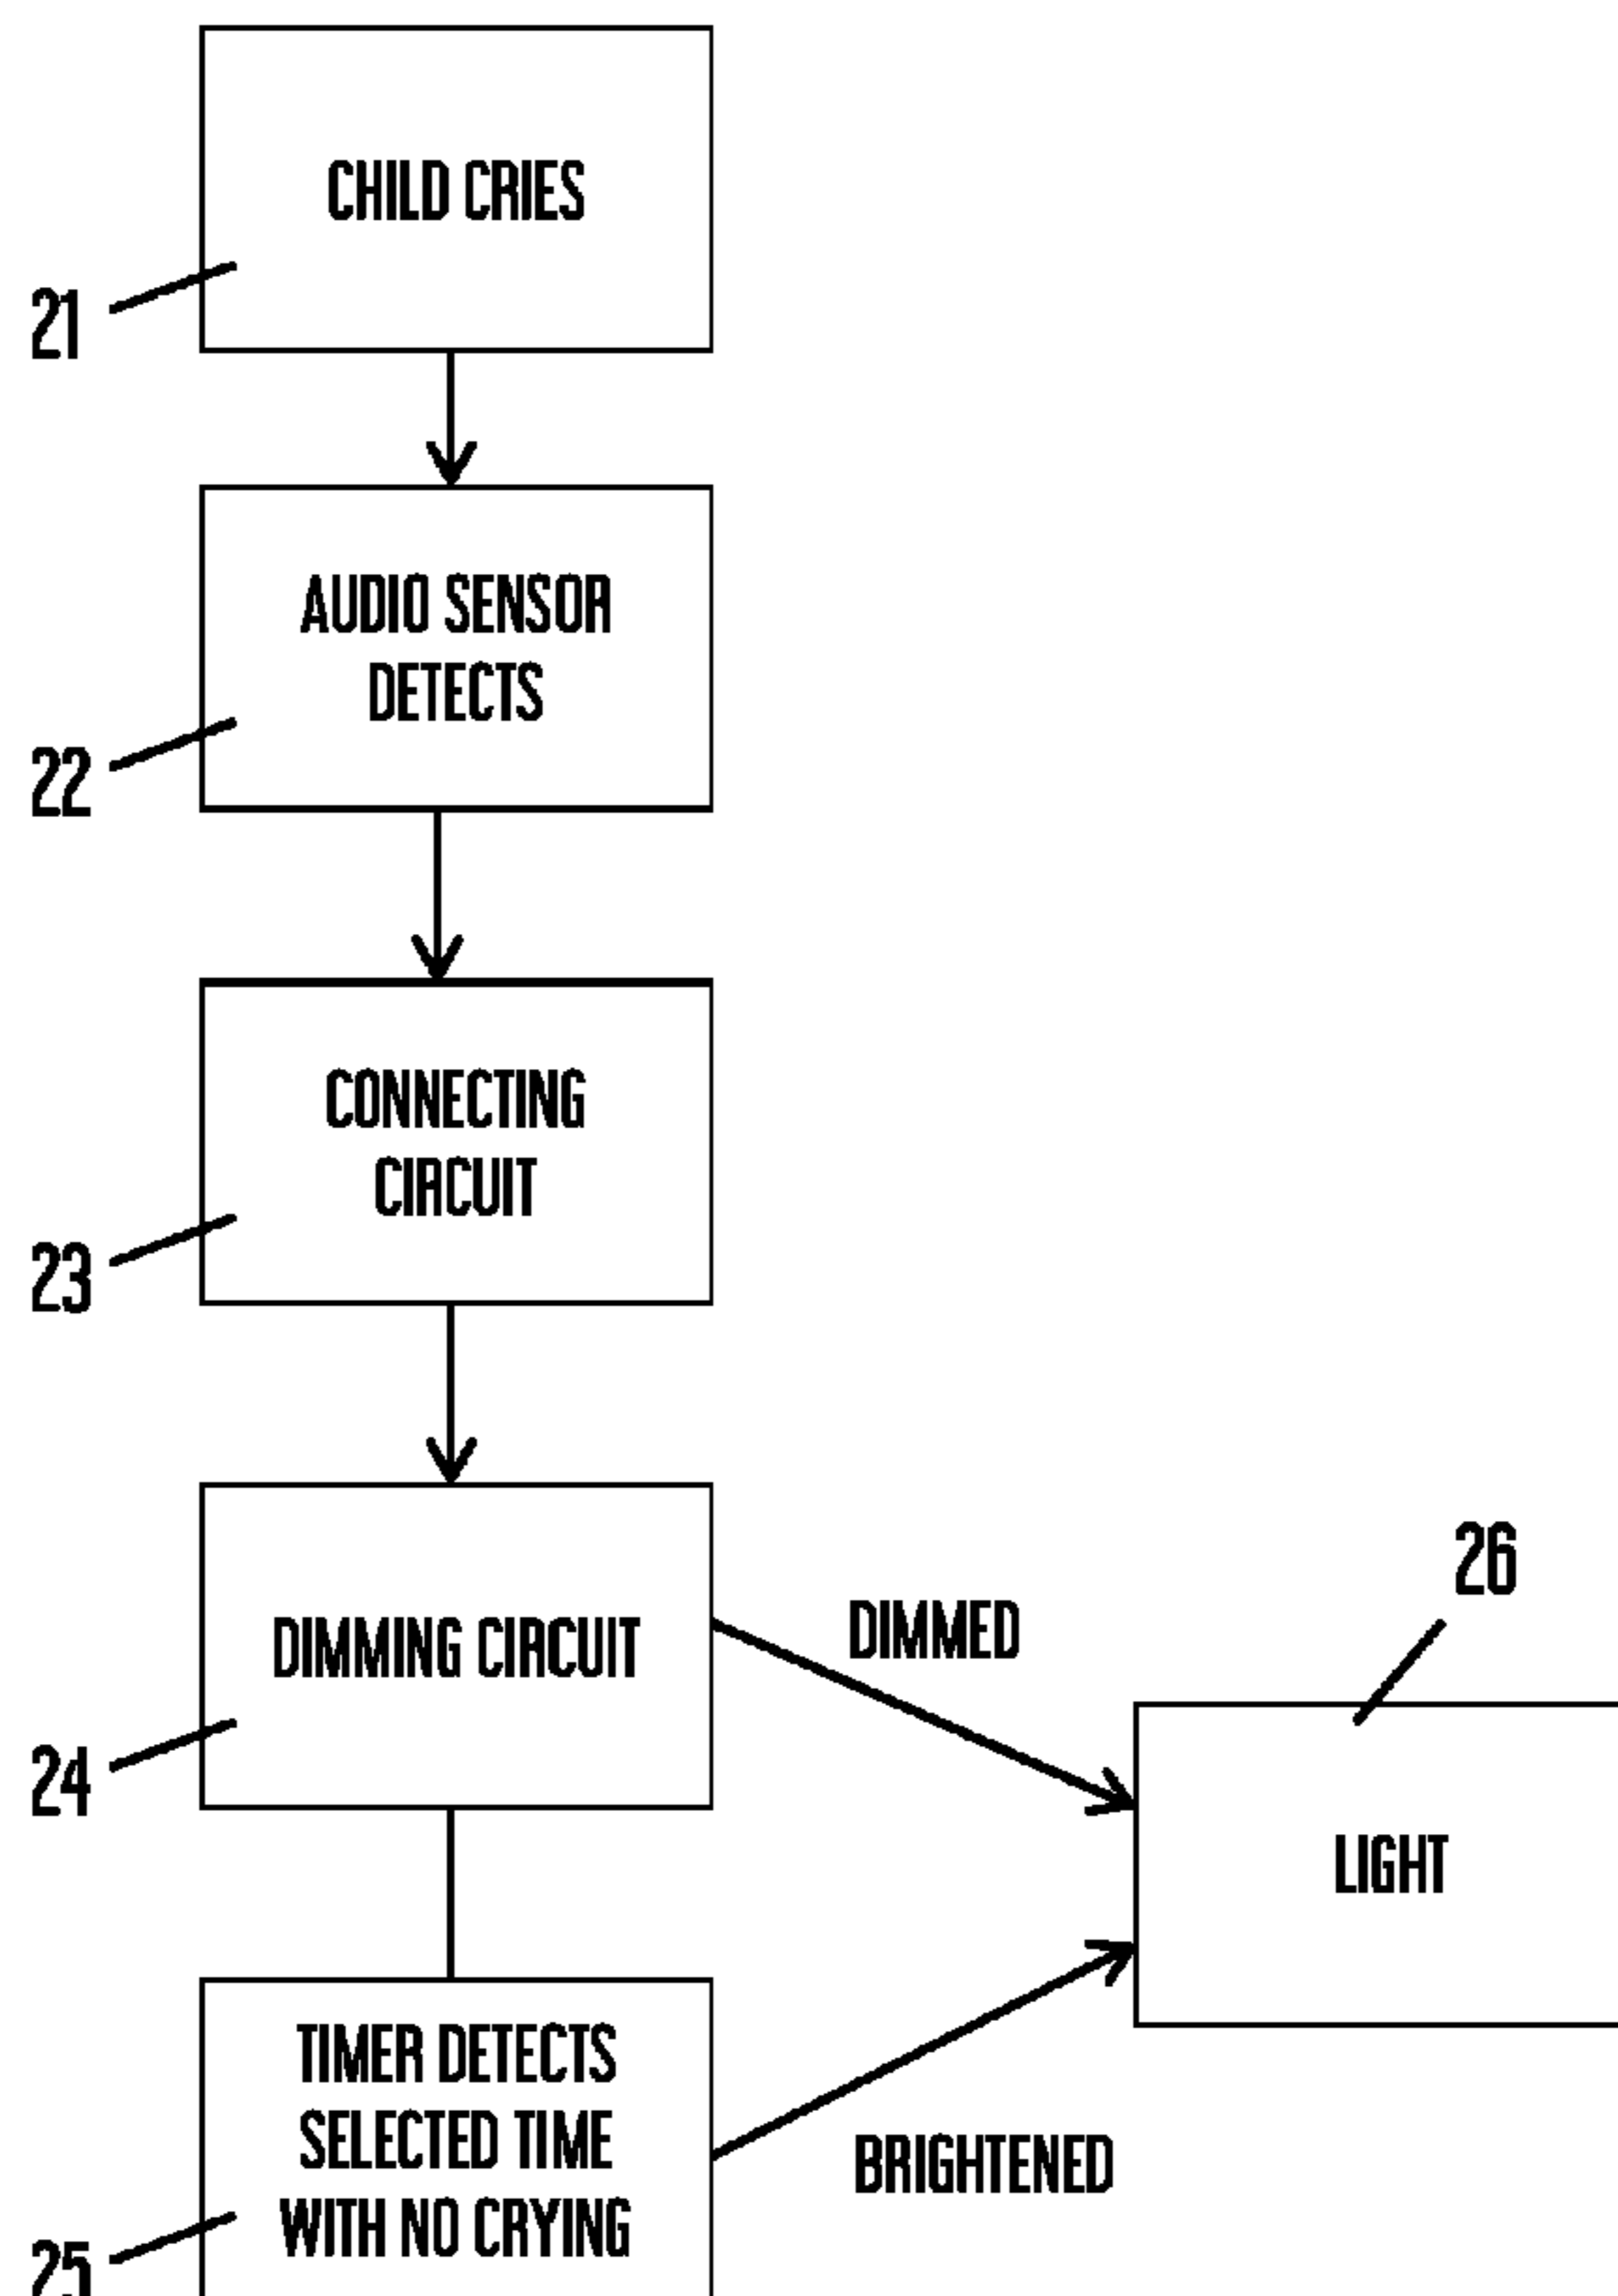 CHILD CRIES
21
AUDIO SENSOR
DETECTS
22
CONNECTING
CIRCUIT
23
26
DIMMED
DIMMING CIRCUIT
24
LIGHT
TIMER DETECTS
SELECTED TIME
WITH NO CRYING
BRIGHTENED
25